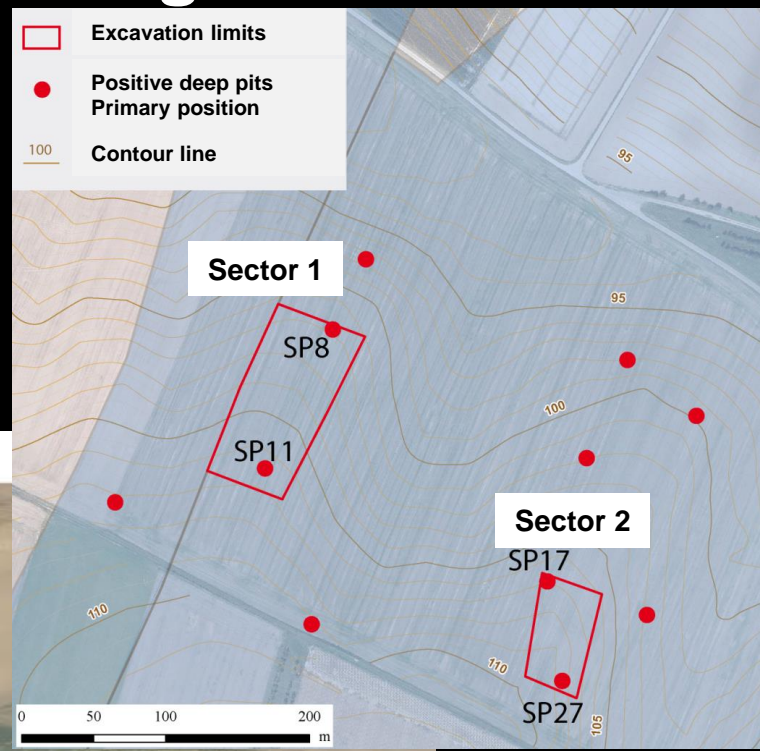 Excavation limits
Positive deep pits
Primary position
100
Contour line
95
Sector 1
95
SP8
100
SP11
Sector 2
SP17
110
110
SP27
105
0 50 100 200
m